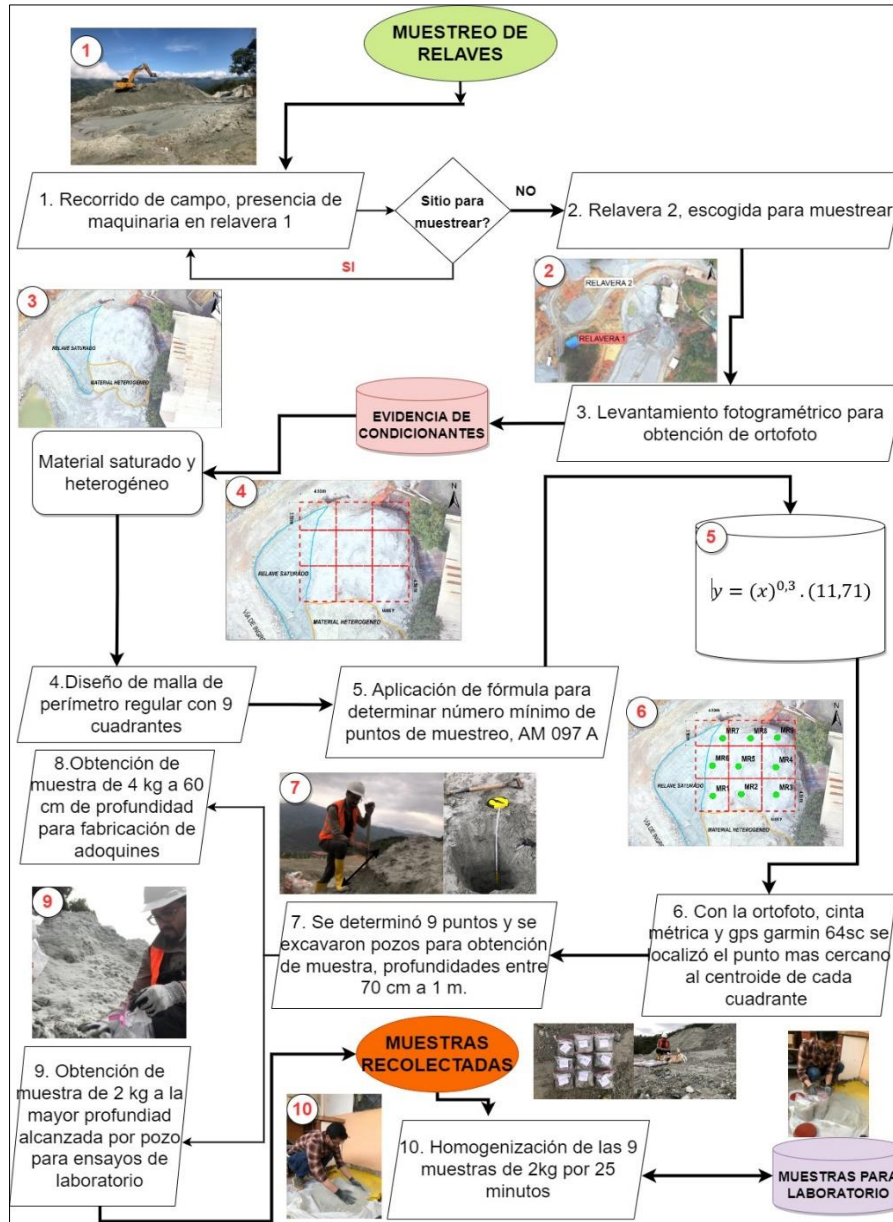 MUESTREO DE
RELAVES
1
1. Recorrido de campo, presencia de
maquinaria en relavera 1
Sitio para
muestrear?
NO
SI
2. Relavera 2, escogida para muestrear
2
RELAVERA 2
RELAVERA 1
N
3
RELAVE SATURADO
MATERIAL HETEROGNEO
3. Levantamiento fotogramétrico para
obtención de ortofoto
EVIDENCIA DE
CONDICIONANTES
Material saturado y
heterogéneo
4
N
RELAVE SATURADO
MATERIAL HETEROGNEO
5
y = (x)^0,3 . (11,71)
4.Diseño de malla de
perímetro regular con 9
cuadrantes
5. Aplicación de fórmula para
determinar número mínimo de
puntos de muestreo, AM 097 A
6
N
MR7 MR8 MR9
MR6 MR5 MR4
MR1 MR2 MR3
RELAVE SATURADO
MATERIAL HETEROGNEO
6. Con la ortofoto, cinta
métrica y gps garmin 64sc se
localizó el punto mas cercano
al centroide de cada
cuadrante
7
7. Se determinó 9 puntos y se
excavaron pozos para obtención
de muestra, profundidades entre
70 cm a 1 m.
8.Obtención de
muestra de 4 kg a 60
cm de profundidad
para fabricación de
adoquines
9
9. Obtención de
muestra de 2 kg a la
mayor profundiad
alcanzada por pozo
para ensayos de
laboratorio
MUESTRAS
RECOLECTADAS
10
10. Homogenización de las 9
muestras de 2kg por 25
minutos
MUESTRAS PARA
LABORATORIO